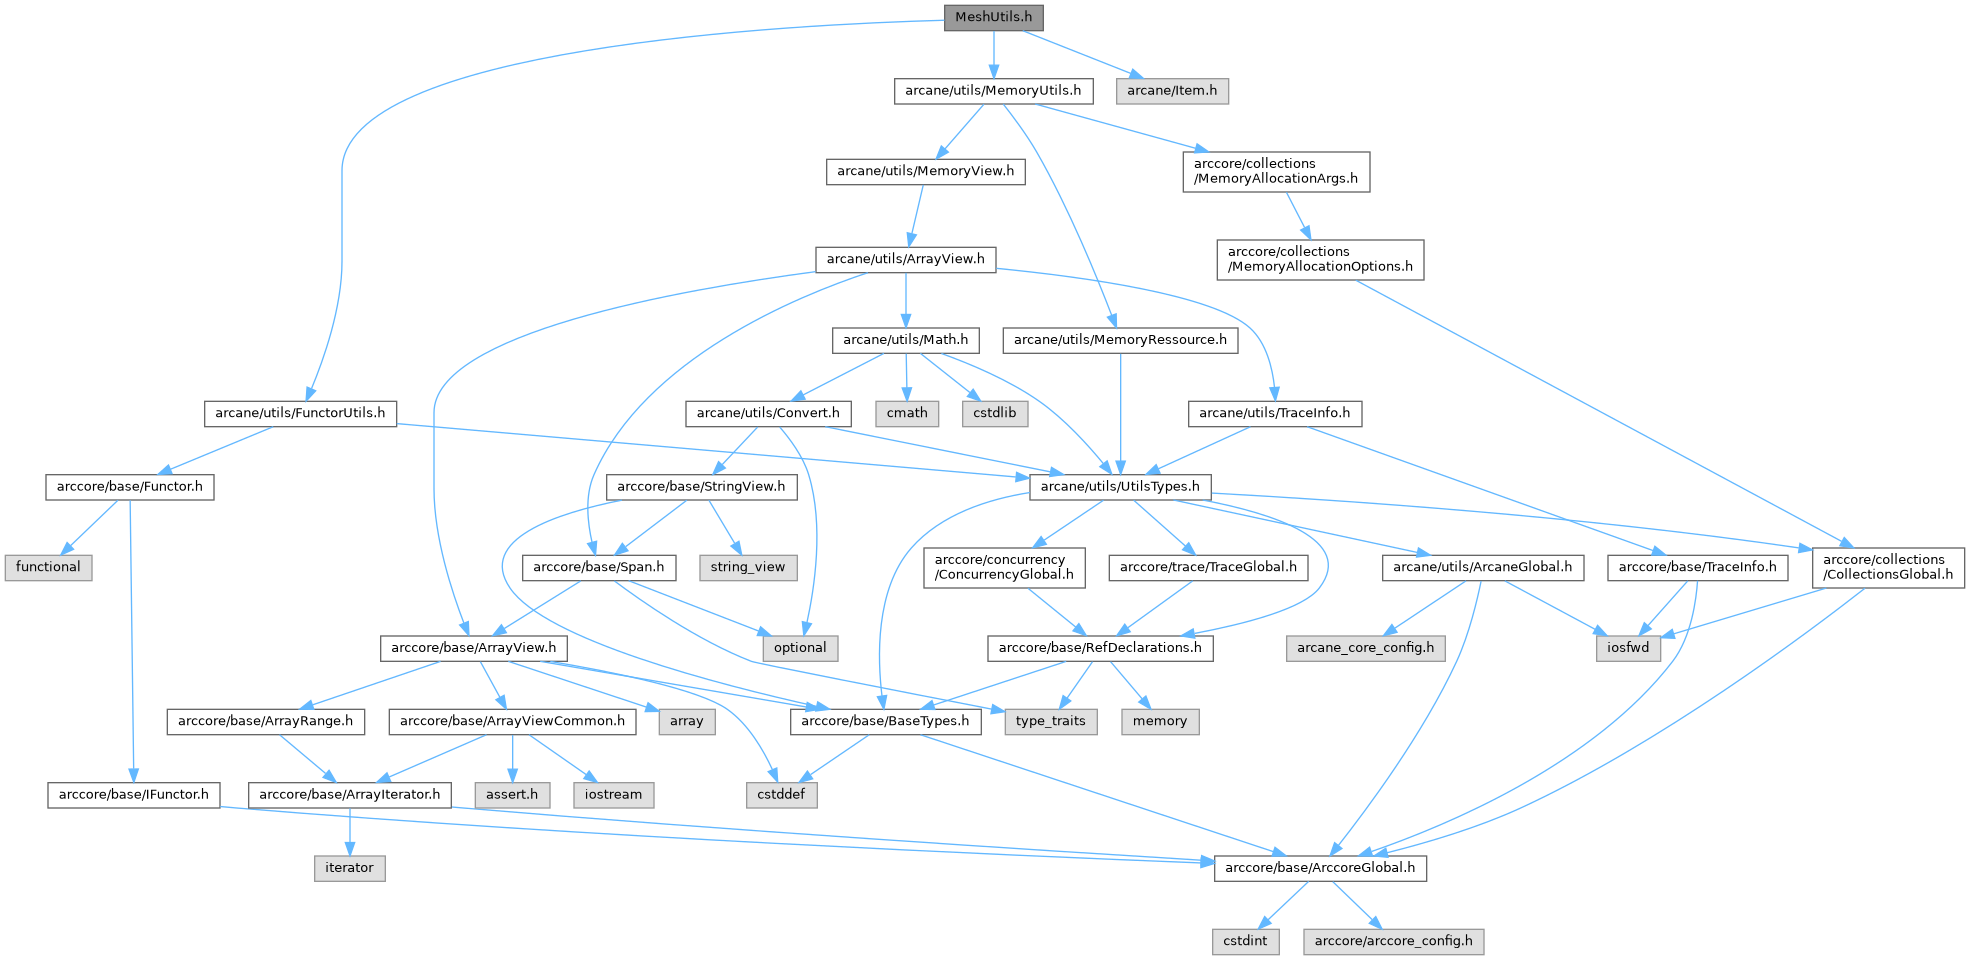 MeshUtils.h
arcane/utils/MemoryUtils.h
arcane/Item.h
arcane/utils/MemoryView.h
arccore/collections
/MemoryAllocationArgs.h
arcane/utils/ArrayView.h
arccore/collections
/MemoryAllocationOptions.h
arcane/utils/Math.h
arcane/utils/MemoryRessource.h
arcane/utils/FunctorUtils.h
arcane/utils/Convert.h
cmath
cstdlib
arcane/utils/TraceInfo.h
arccore/base/Functor.h
arccore/base/StringView.h
arcane/utils/UtilsTypes.h
functional
arccore/base/Span.h
string_view
arccore/concurrency
/ConcurrencyGlobal.h
arccore/trace/TraceGlobal.h
arcane/utils/ArcaneGlobal.h
arccore/base/TraceInfo.h
arccore/collections
/CollectionsGlobal.h
arccore/base/ArrayView.h
optional
arccore/base/RefDeclarations.h
arcane_core_config.h
iosfwd
arccore/base/ArrayRange.h
arccore/base/ArrayViewCommon.h
array
arccore/base/BaseTypes.h
type_traits
memory
arccore/base/IFunctor.h
arccore/base/ArrayIterator.h
assert.h
iostream
cstddef
iterator
arccore/base/ArccoreGlobal.h
cstdint
arccore/arccore_config.h